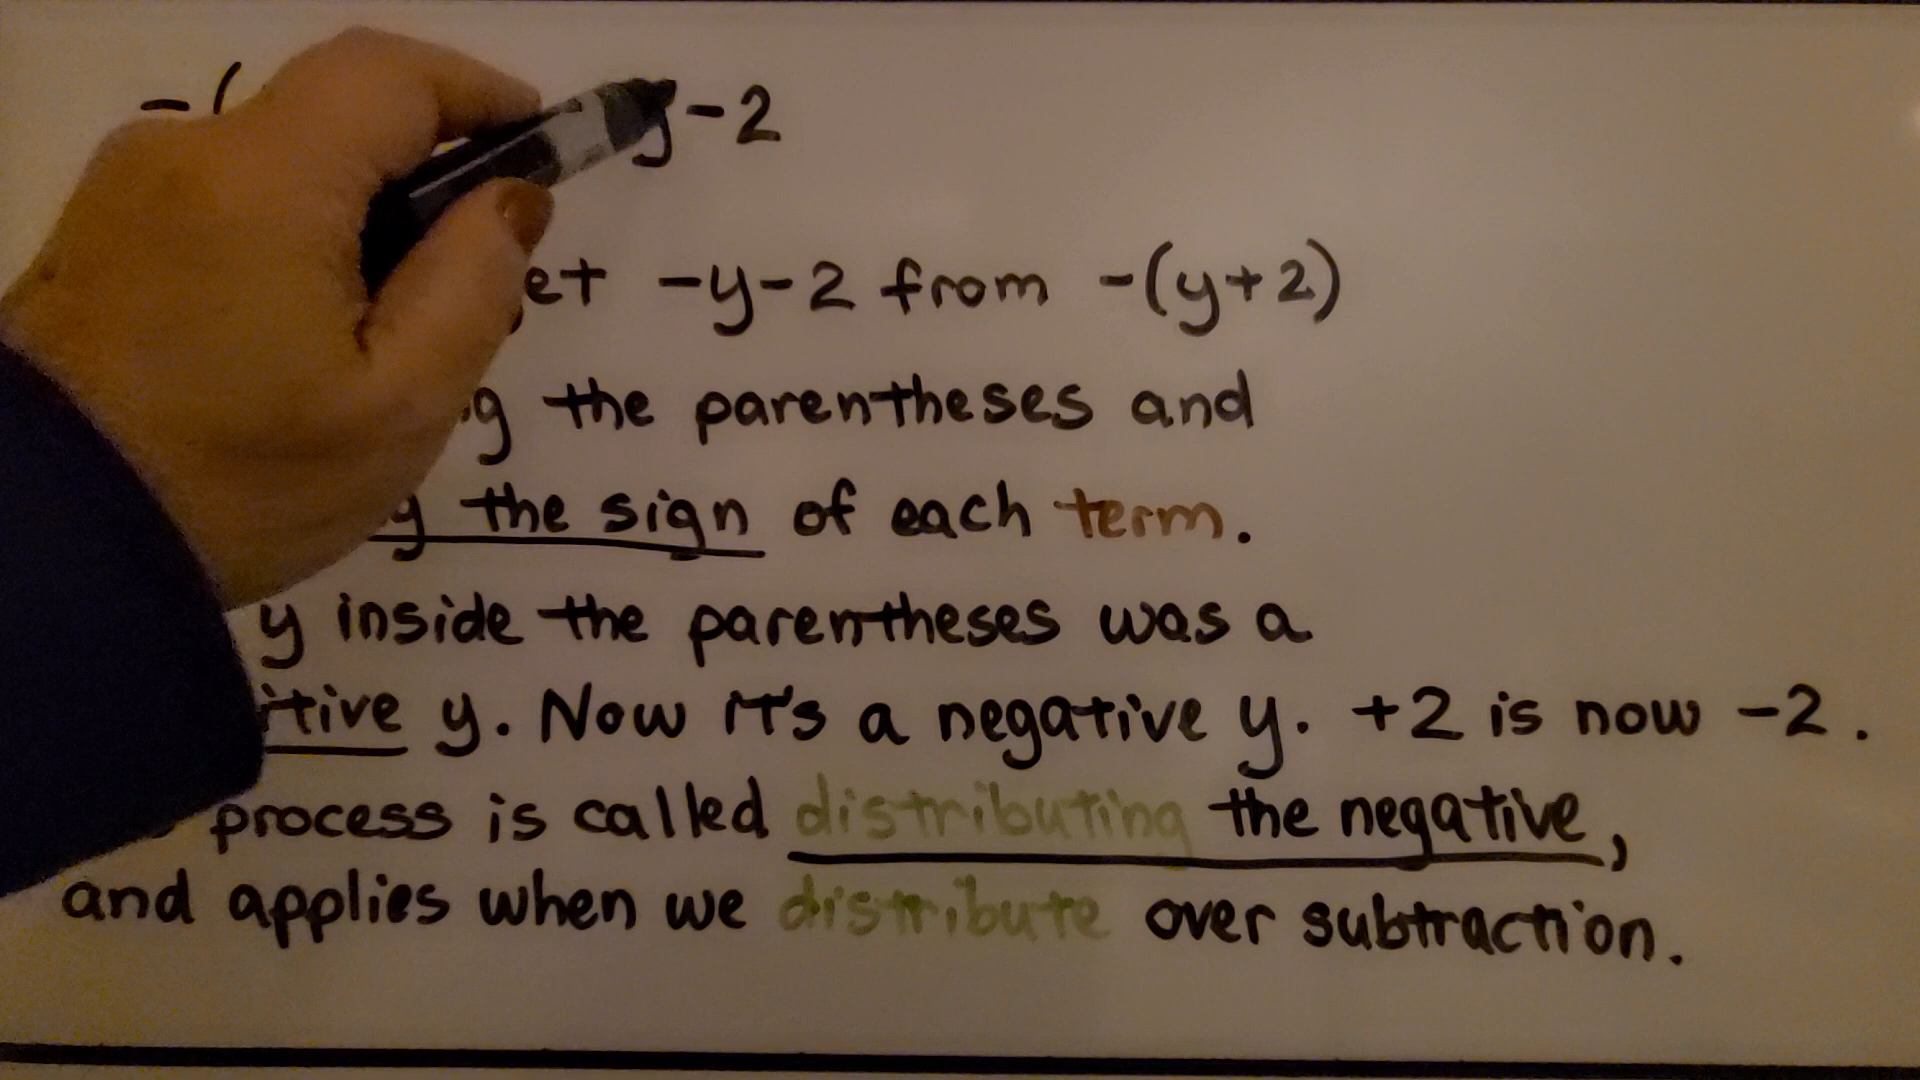 -( y-2
et -y-2 from -(y+2)
g the parentheses and
g the sign of each term.
y inside the parentheses was a
itive y. Now it's a negative y. +2 is now -2.
process is called distributing the negative,
and applies when we distribute over subtraction.